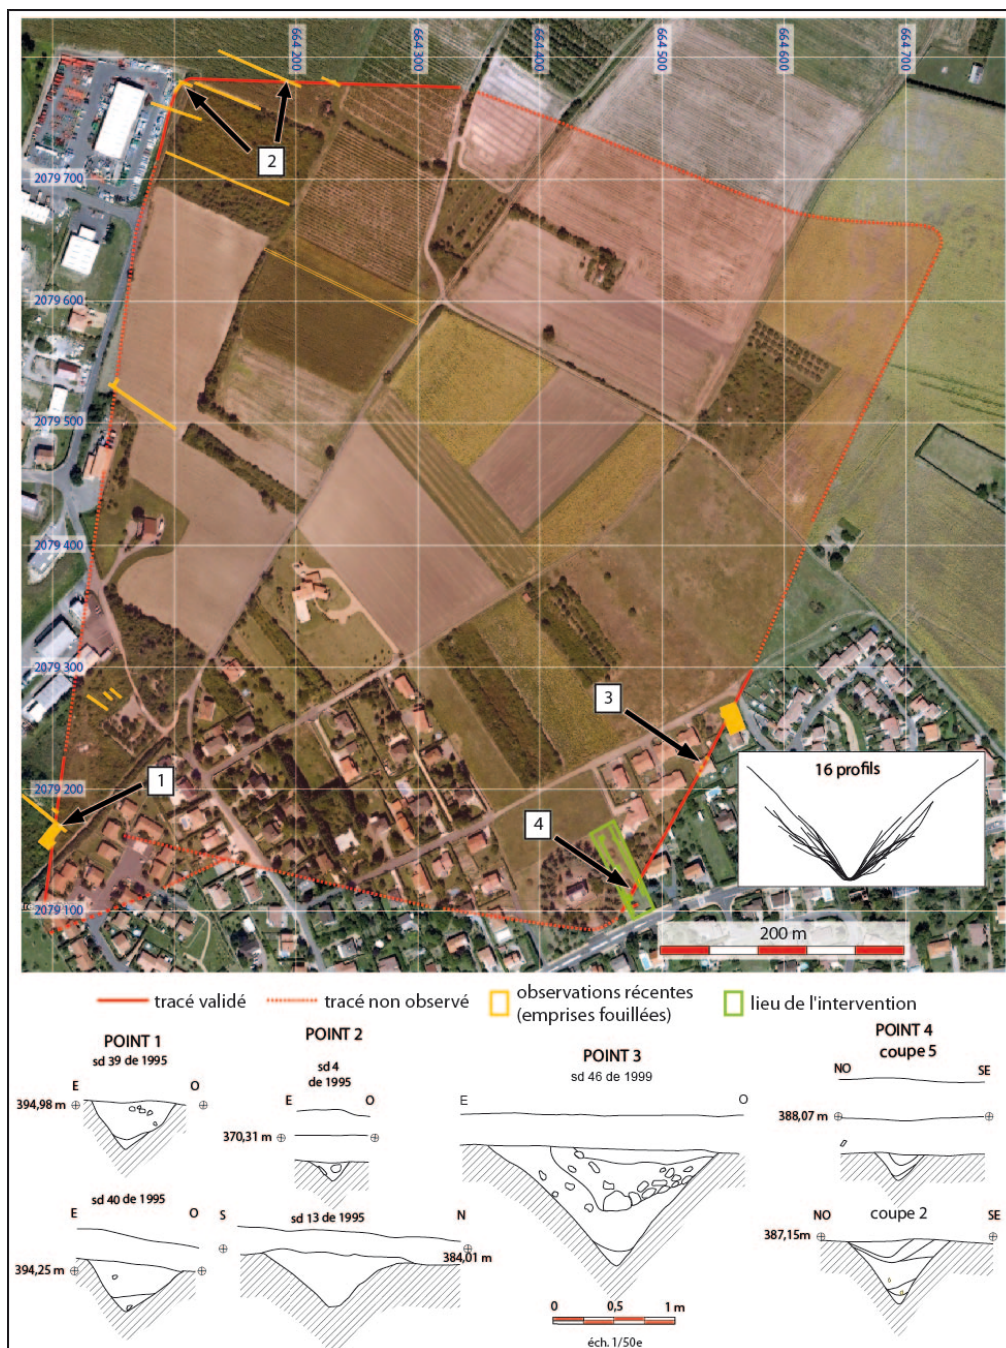 664 200
664 300
664 400
664 500
664 600
664 700
2
2079 700
2079 600
2079 500
2079 400
2079 300
3
1
2079 200
16 profils
4
2079 100
200 m
tracé validé
tracé non observé
observations récentes
(emprises fouillées)
lieu de l'intervention
POINT 1
sd 39 de 1995
E O
394,98 m
sd 40 de 1995
E O
394,25 m
POINT 2
sd 4
de 1995
E O
370,31 m
S sd 13 de 1995 N
384,01 m
POINT 3
sd 46 de 1999
E O
0 0,5 1 m
éch. 1/50e
POINT 4
coupe 5
NO SE
388,07 m
NO coupe 2 SE
387,15m